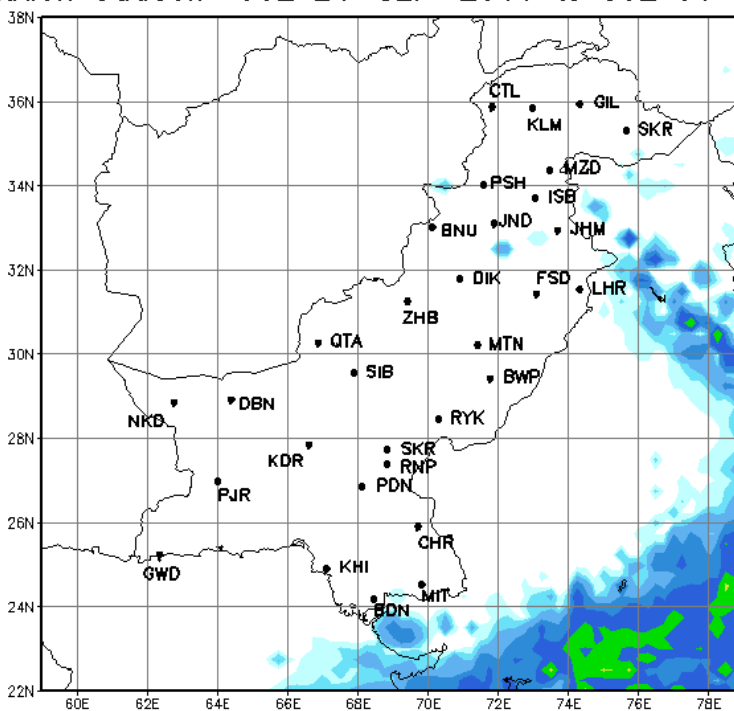 38N
CTL
GIL
36N
KLM
SKR
MZD
34N
PSH
ISB
JND
BNU
JHM
32N
DIK
FSD
LHR
ZHB
QTA
MTN
30N
SIB
BWP
DBN
NKD
RYK
28N
SKR
KDR
RNP
PJR
PDN
26N
CHR
KHI
GWD
MIT
24N
BDN
22N
60E 62E 64E 66E 68E 70E 72E 74E 76E 78E